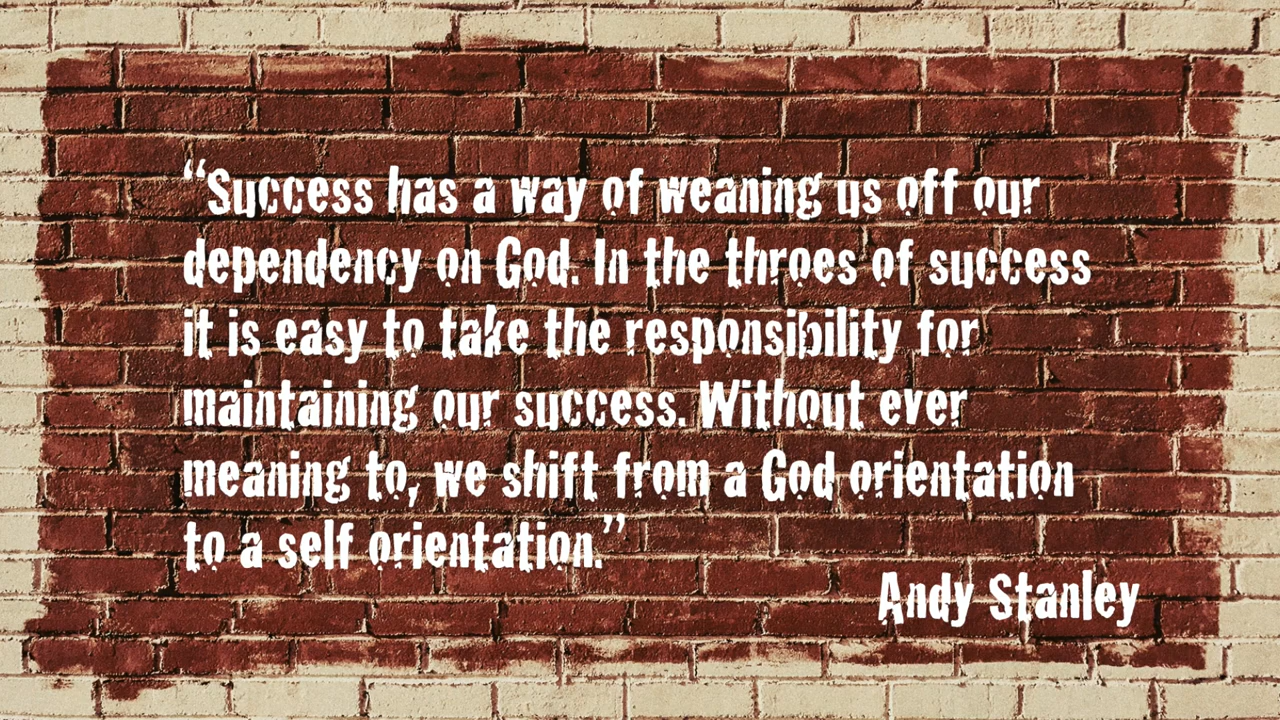 “Success has a way of weaning us off our
dependency on God. In the throes of success
it is easy to take the responsibility for
maintaining our success. Without ever
meaning to, we shift from a God orientation
to a self orientation.”
Andy Stanley